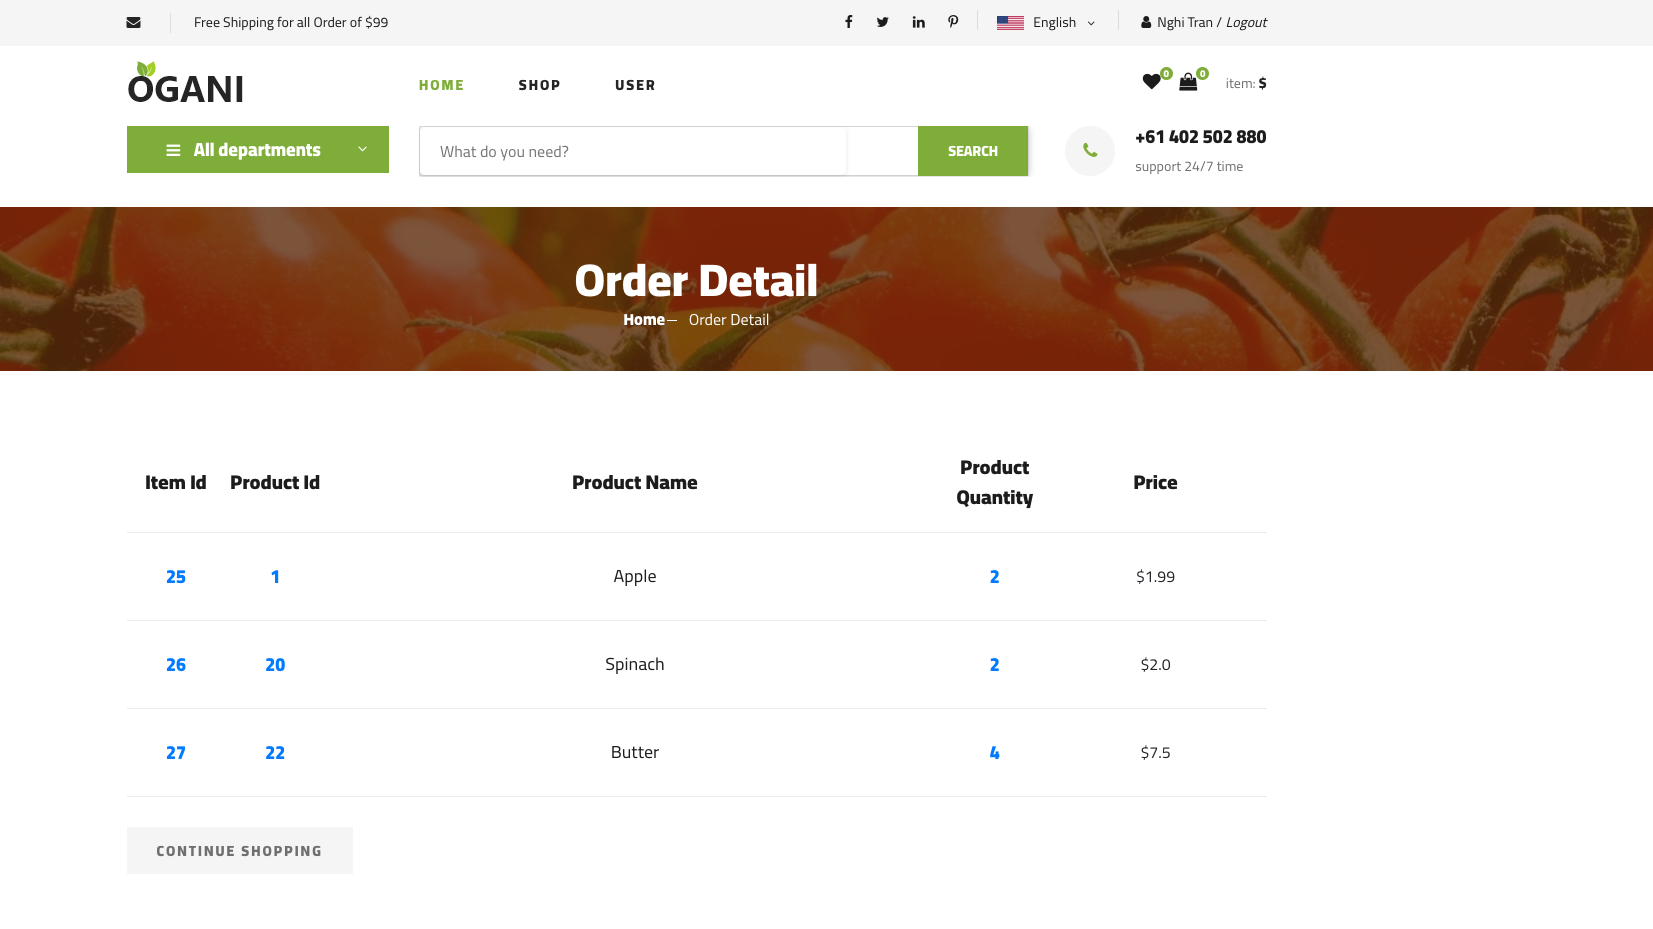 Free Shipping for all Order of $99
English
Nghi Tran / Logout
OGANI
HOME SHOP USER
0 0 item: $
All departments
What do you need?
SEARCH
+61 402 502 880
support 24/7 time
Order Detail
Home— Order Detail
Item Id Product Id Product Name Product Quantity Price
25 1 Apple 2 $1.99
26 20 Spinach 2 $2.0
27 22 Butter 4 $7.5
CONTINUE SHOPPING